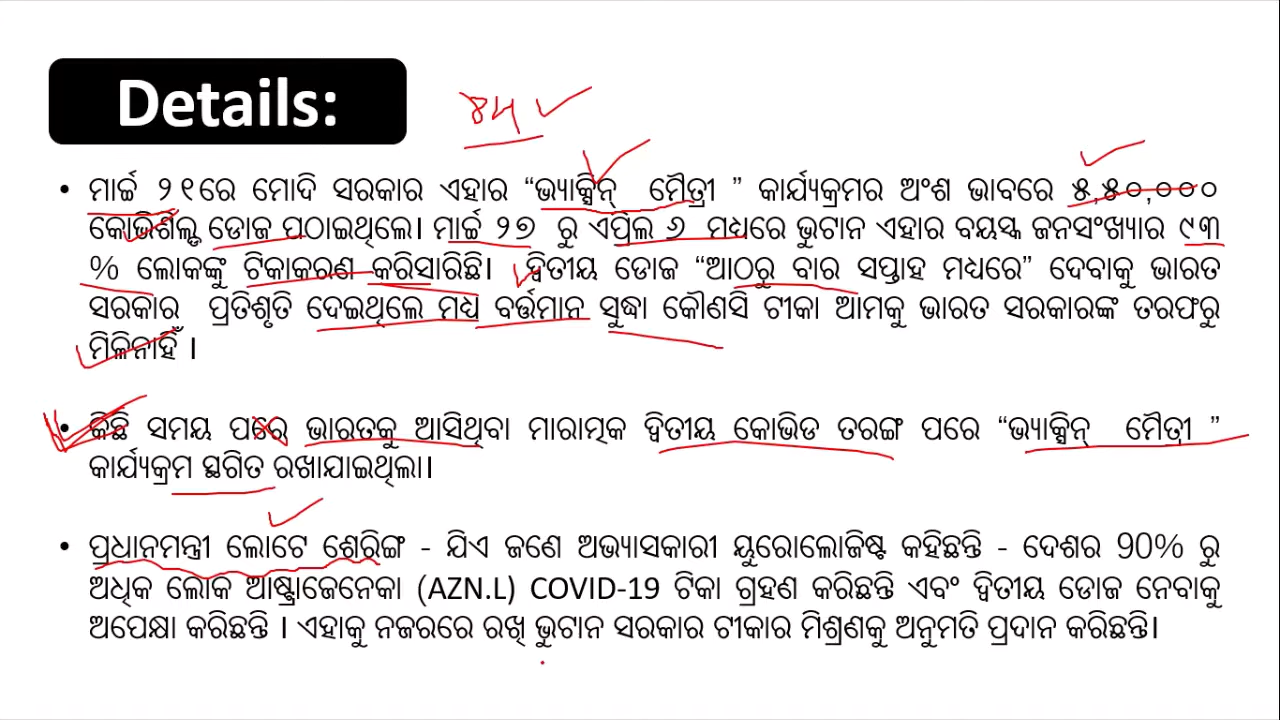 Details:
84
• ମାର୍ଚ୍ଚ ୨୧ରେ ମୋଦି ସରକାର ଏହାର “ଭ୍ୟାକ୍ସିନ୍ ମୈତ୍ରୀ ” କାର୍ଯ୍ୟକ୍ରମର ଅଂଶ ଭାବରେ ୫,୫୦,୦୦୦
କୋଭିଶିଲ୍ଡ ଡୋଜ ପଠାଇଥିଲେ। ମାର୍ଚ୍ଚ ୨୭ ରୁ ଏପ୍ରିଲ ୬ ମଧ୍ୟରେ ଭୁଟାନ ଏହାର ବୟସ୍କ ଜନସଂଖ୍ୟାର ୯୩
% ଲୋକଙ୍କୁ ଟିକାକରଣ କରିସାରିଛି। ଦ୍ୱିତୀୟ ଡୋଜ “ଆଠରୁ ବାର ସପ୍ତାହ ମଧ୍ୟରେ” ଦେବାକୁ ଭାରତ
ସରକାର ପ୍ରତିଶ୍ରୁତି ଦେଇଥିଲେ ମଧ୍ୟ ବର୍ତ୍ତମାନ ସୁଦ୍ଧା କୌଣସି ଟୀକା ଆମକୁ ଭାରତ ସରକାରଙ୍କ ତରଫରୁ
ମିଳିନାହିଁ ।
• କିଛି ସମୟ ପରେ ଭାରତକୁ ଆସିଥିବା ମାରାତ୍ମକ ଦ୍ୱିତୀୟ କୋଭିଡ ତରଙ୍ଗ ପରେ “ଭ୍ୟାକ୍ସିନ୍ ମୈତ୍ରୀ ”
କାର୍ଯ୍ୟକ୍ରମ ସ୍ଥଗିତ ରଖାଯାଇଥିଲା।
• ପ୍ରଧାନମନ୍ତ୍ରୀ ଲୋଟେ ଶେରିଙ୍ଗ - ଯିଏ ଜଣେ ଅଭ୍ୟାସକାରୀ ୟୁରୋଲୋଜିଷ୍ଟ କହିଛନ୍ତି - ଦେଶର 90% ରୁ
ଅଧିକ ଲୋକ ଆଷ୍ଟ୍ରାଜେନେକା (AZN.L) COVID-19 ଟିକା ଗ୍ରହଣ କରିଛନ୍ତି ଏବଂ ଦ୍ୱିତୀୟ ଡୋଜ ନେବାକୁ
ଅପେକ୍ଷା କରିଛନ୍ତି । ଏହାକୁ ନଜରରେ ରଖି ଭୁଟାନ ସରକାର ଟୀକାର ମିଶ୍ରଣକୁ ଅନୁମତି ପ୍ରଦାନ କରିଛନ୍ତି।